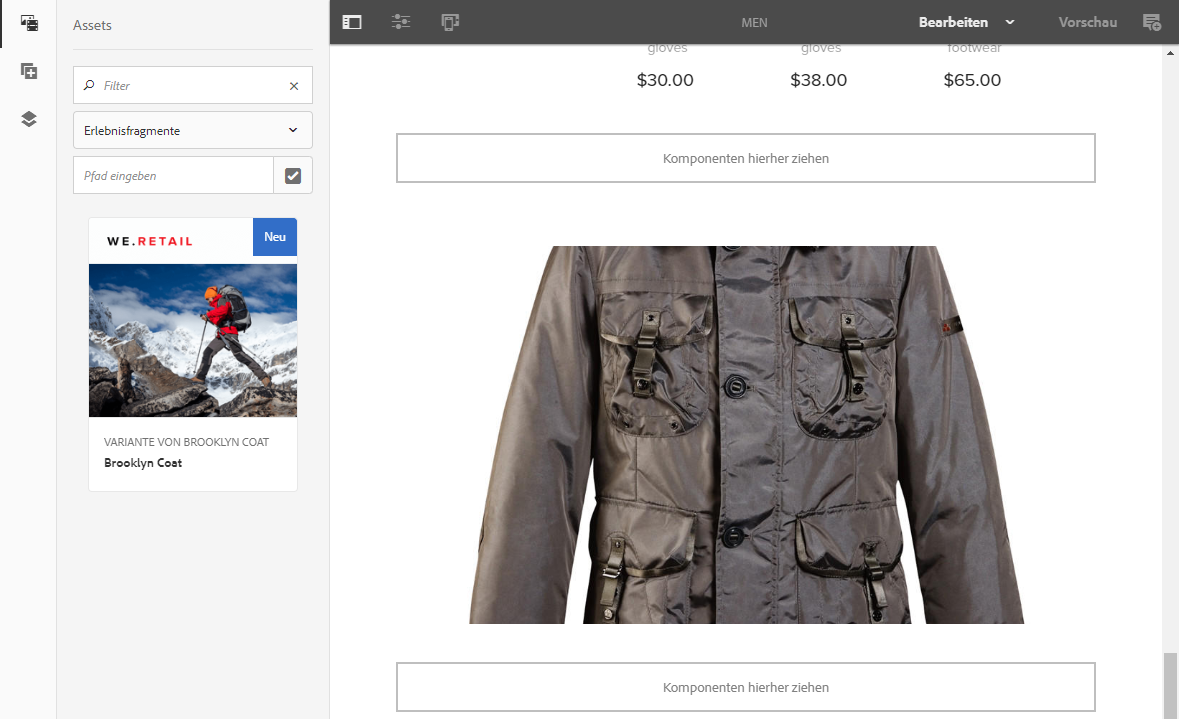 Assets
Filter
Erlebnisfragmente
Pfad eingeben
WE.RETAIL
Neu
VARIANTE VON BROOKLYN COAT
Brooklyn Coat
MEN
Bearbeiten
Vorschau
gloves
gloves
footwear
$30.00
$38.00
$65.00
Komponenten hierher ziehen
Komponenten hierher ziehen